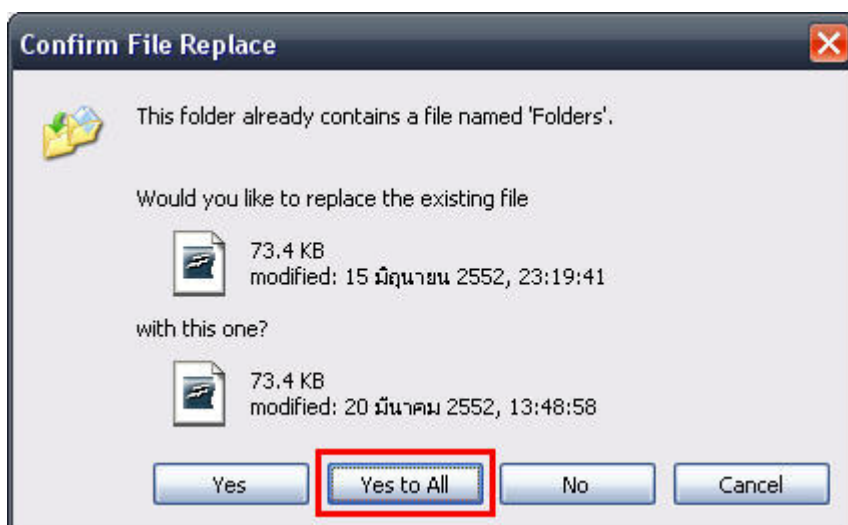 Confirm File Replace
This folder already contains a file named 'Folders'.
Would you like to replace the existing file
73.4 KB
modified: 15 มิถุนายน 2552, 23:19:41
with this one?
73.4 KB
modified: 20 มีนาคม 2552, 13:48:58
Yes Yes to All No Cancel